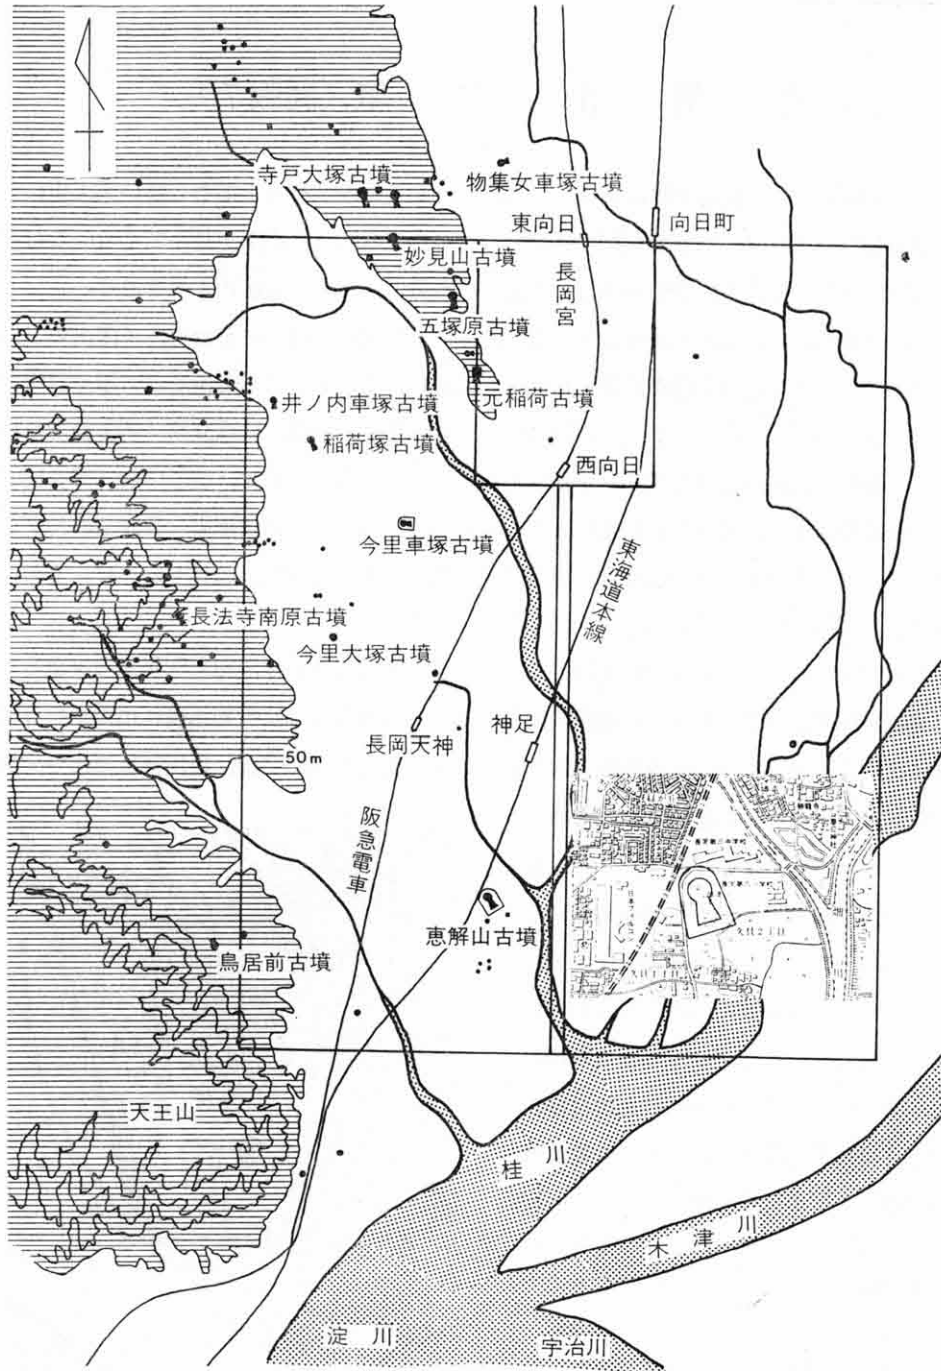 寺戸大塚古墳
物集女車塚古墳
東向日
向日町
妙見山古墳
長岡宮
五塚原古墳
元稲荷古墳
井ノ内車塚古墳
稲荷塚古墳
西向日
今里車塚古墳
東海道本線
長法寺南原古墳
今里大塚古墳
神足
長岡天神
50m
阪急電車
恵解山古墳
久貝2丁目
鳥居前古墳
天王山
桂川
木津川
淀川
宇治川